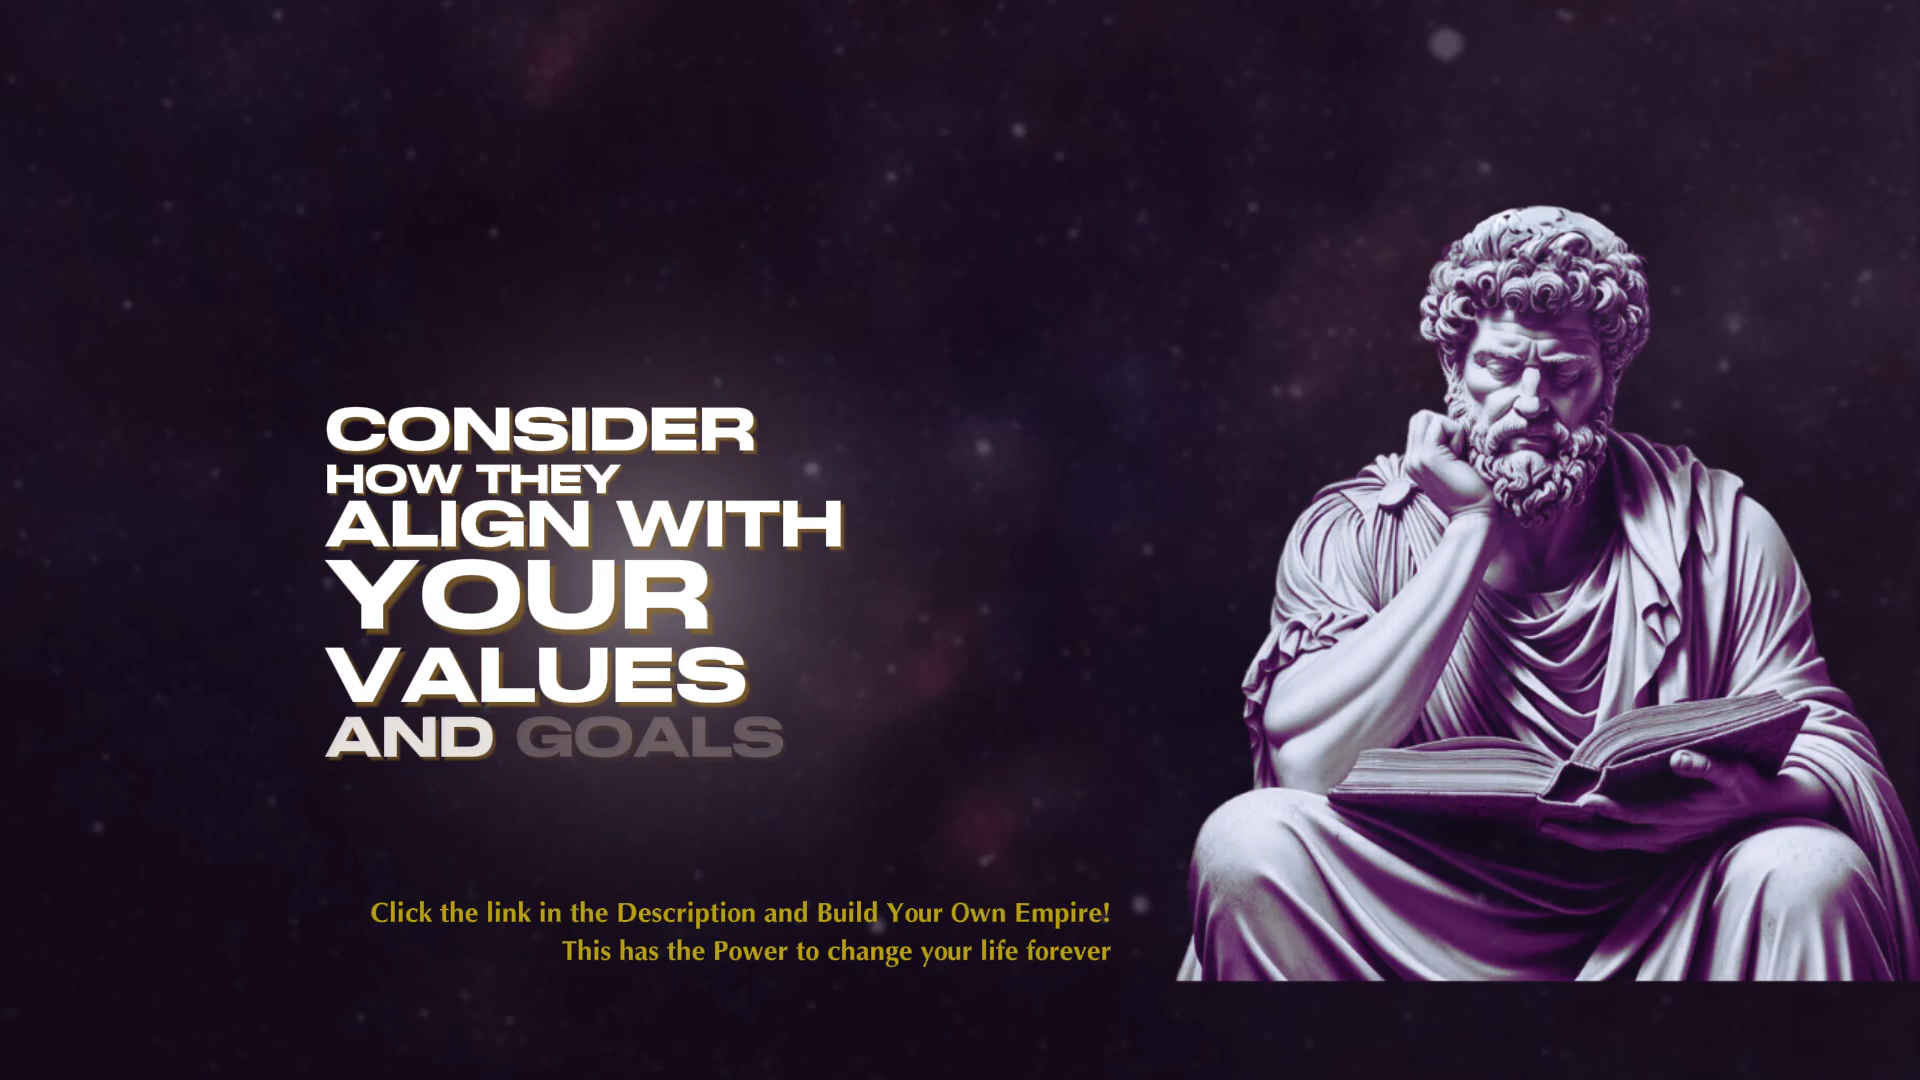 CONSIDER
HOW THEY
ALIGN WITH
YOUR
VALUES
AND GOALS
Click the link in the Description and Build Your Own Empire!
This has the Power to change your life forever